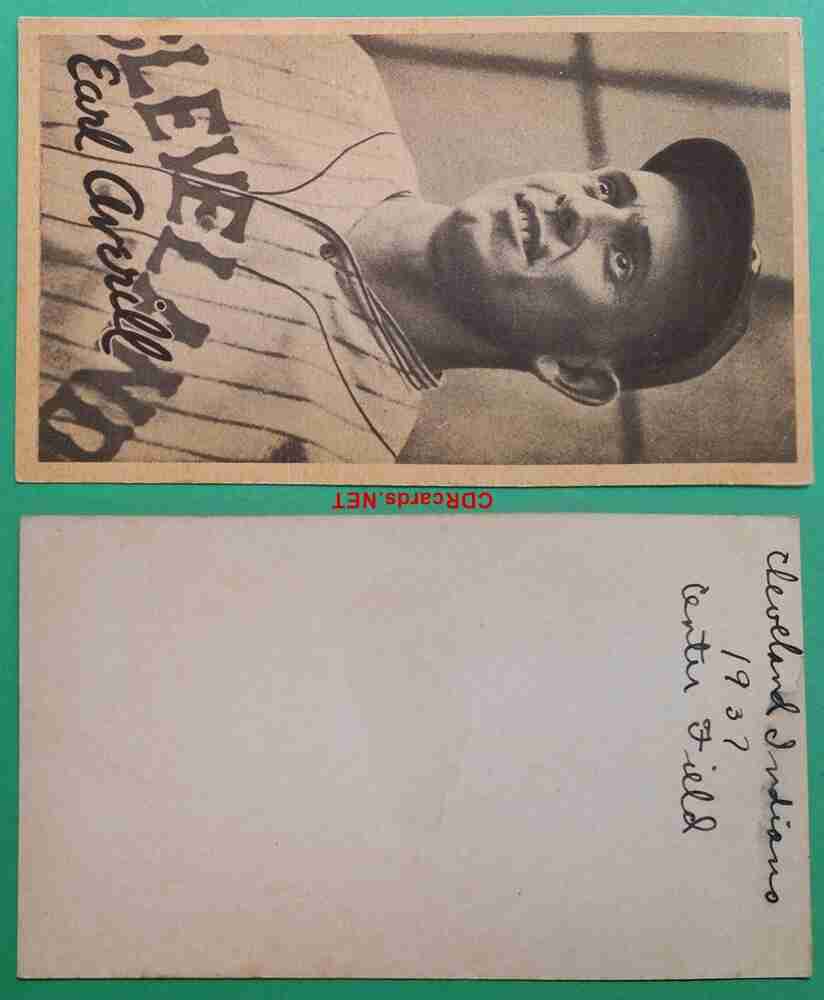 CLEVELAND
Earl Averill
CDRcards.NET
Cleveland Indians
1937
Center Field